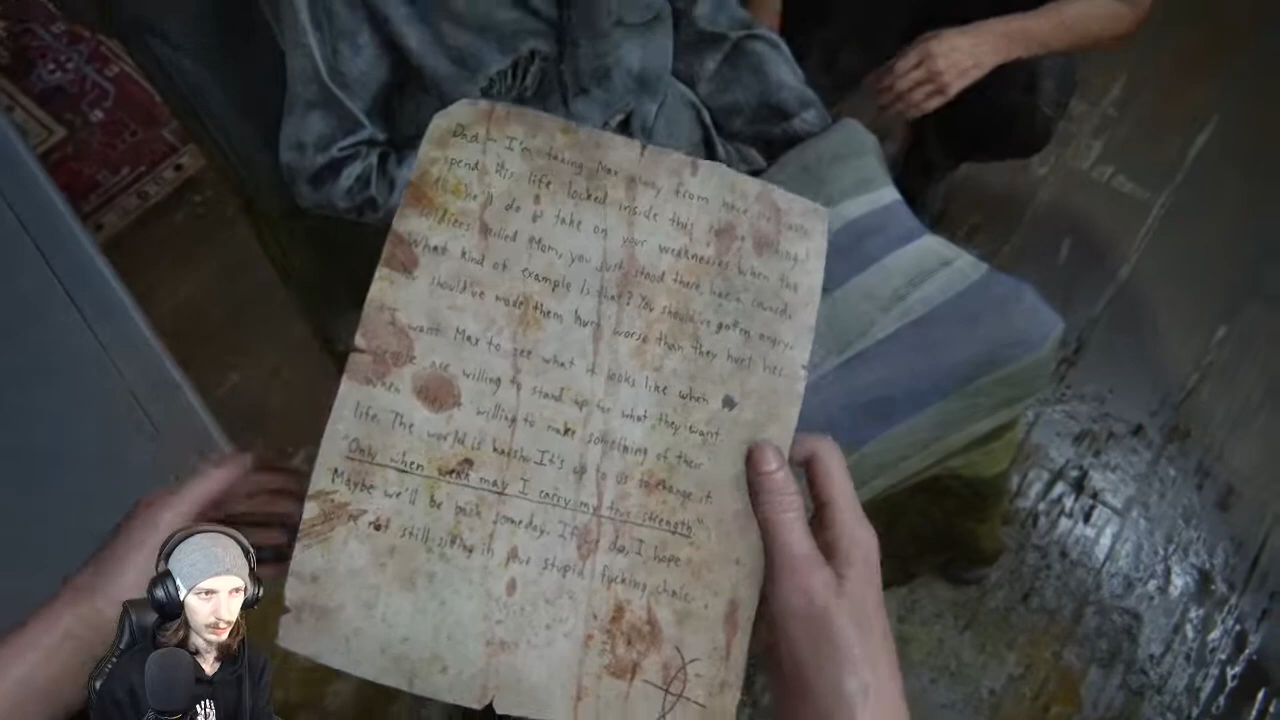 Dad - I'm taking Max away from here.
spend his life locked inside this
he'll do is take on your weaknesses. When the
soldiers killed Mom, you just stood there, like a coward.
What kind of example is that? You should've gotten angry.
should've made them hurt worse than they hurt her.
I want Max to see what it looks like when
people are willing to stand up for what they want.
When willing to make something of their
life. The world is harsh. It's up to us to change it.
"Only when weak may I carry my true strength"
Maybe we'll be back someday. If we do, I hope
not still sitting in your stupid fucking chair.